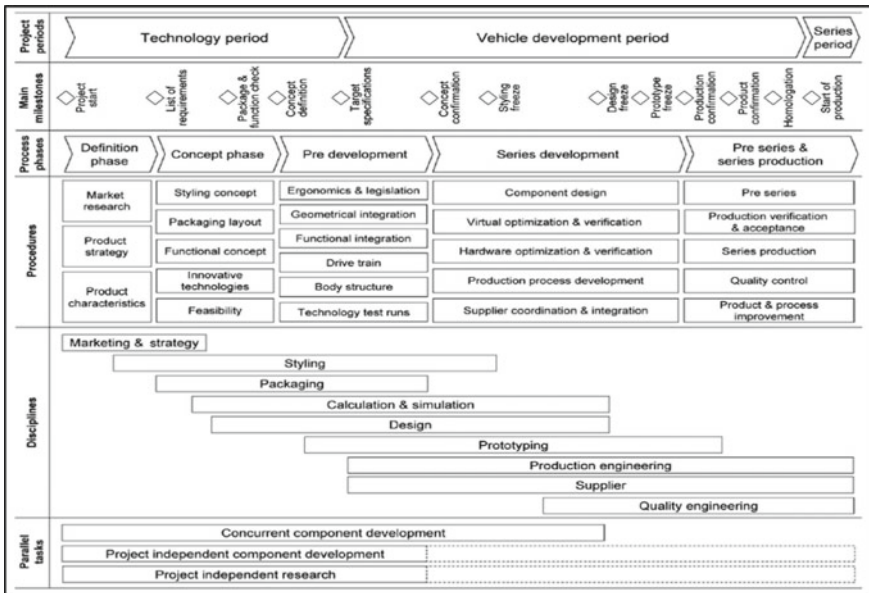 Project
periods
Technology period
Vehicle development period
Series
period
Main
milestones
Project
start
List of
requirements
Package &
function check
Concept
definition
Target
specifications
Concept
confirmation
Styling
freeze
Design
freeze
Prototype
freeze
Production
confirmation
Product
confirmation
Homologation
Start of
production
Process
phases
Definition
phase
Concept phase
Pre development
Series development
Pre series &
series production
Procedures
Market
research
Product
strategy
Product
characteristics
Styling concept
Packaging layout
Functional concept
Innovative
technologies
Feasibility
Ergonomics & legislation
Geometrical integration
Functional integration
Drive train
Body structure
Technology test runs
Component design
Virtual optimization & verification
Hardware optimization & verification
Production process development
Supplier coordination & integration
Pre series
Production verification
& acceptance
Series production
Quality control
Product & process
improvement
Disciplines
Marketing & strategy
Styling
Packaging
Calculation & simulation
Design
Prototyping
Production engineering
Supplier
Quality engineering
Parallel
tasks
Concurrent component development
Project independent component development
Project independent research